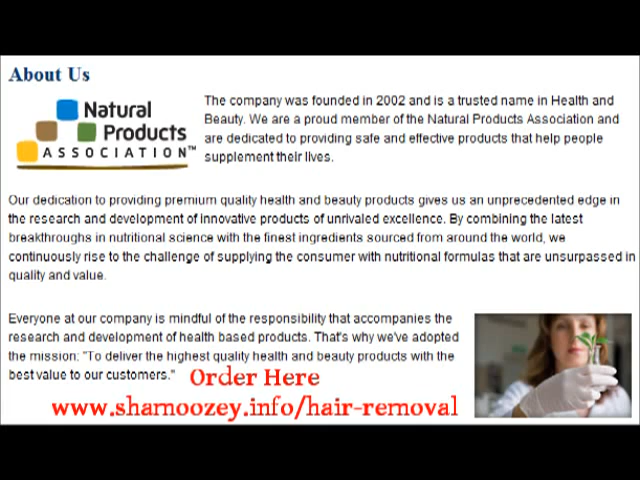 About Us
Natural
Products
ASSOCIATION™
The company was founded in 2002 and is a trusted name in Health and
Beauty. We are a proud member of the Natural Products Association and
are dedicated to providing safe and effective products that help people
supplement their lives.
Our dedication to providing premium quality health and beauty products gives us an unprecedented edge in
the research and development of innovative products of unrivaled excellence. By combining the latest
breakthroughs in nutritional science with the finest ingredients sourced from around the world, we
continuously rise to the challenge of supplying the consumer with nutritional formulas that are unsurpassed in
quality and value.
Everyone at our company is mindful of the responsibility that accompanies the
research and development of health based products. That's why we've adopted
the mission: "To deliver the highest quality health and beauty products with the
best value to our customers."
Order Here
www.shamoozey.info/hair-removal